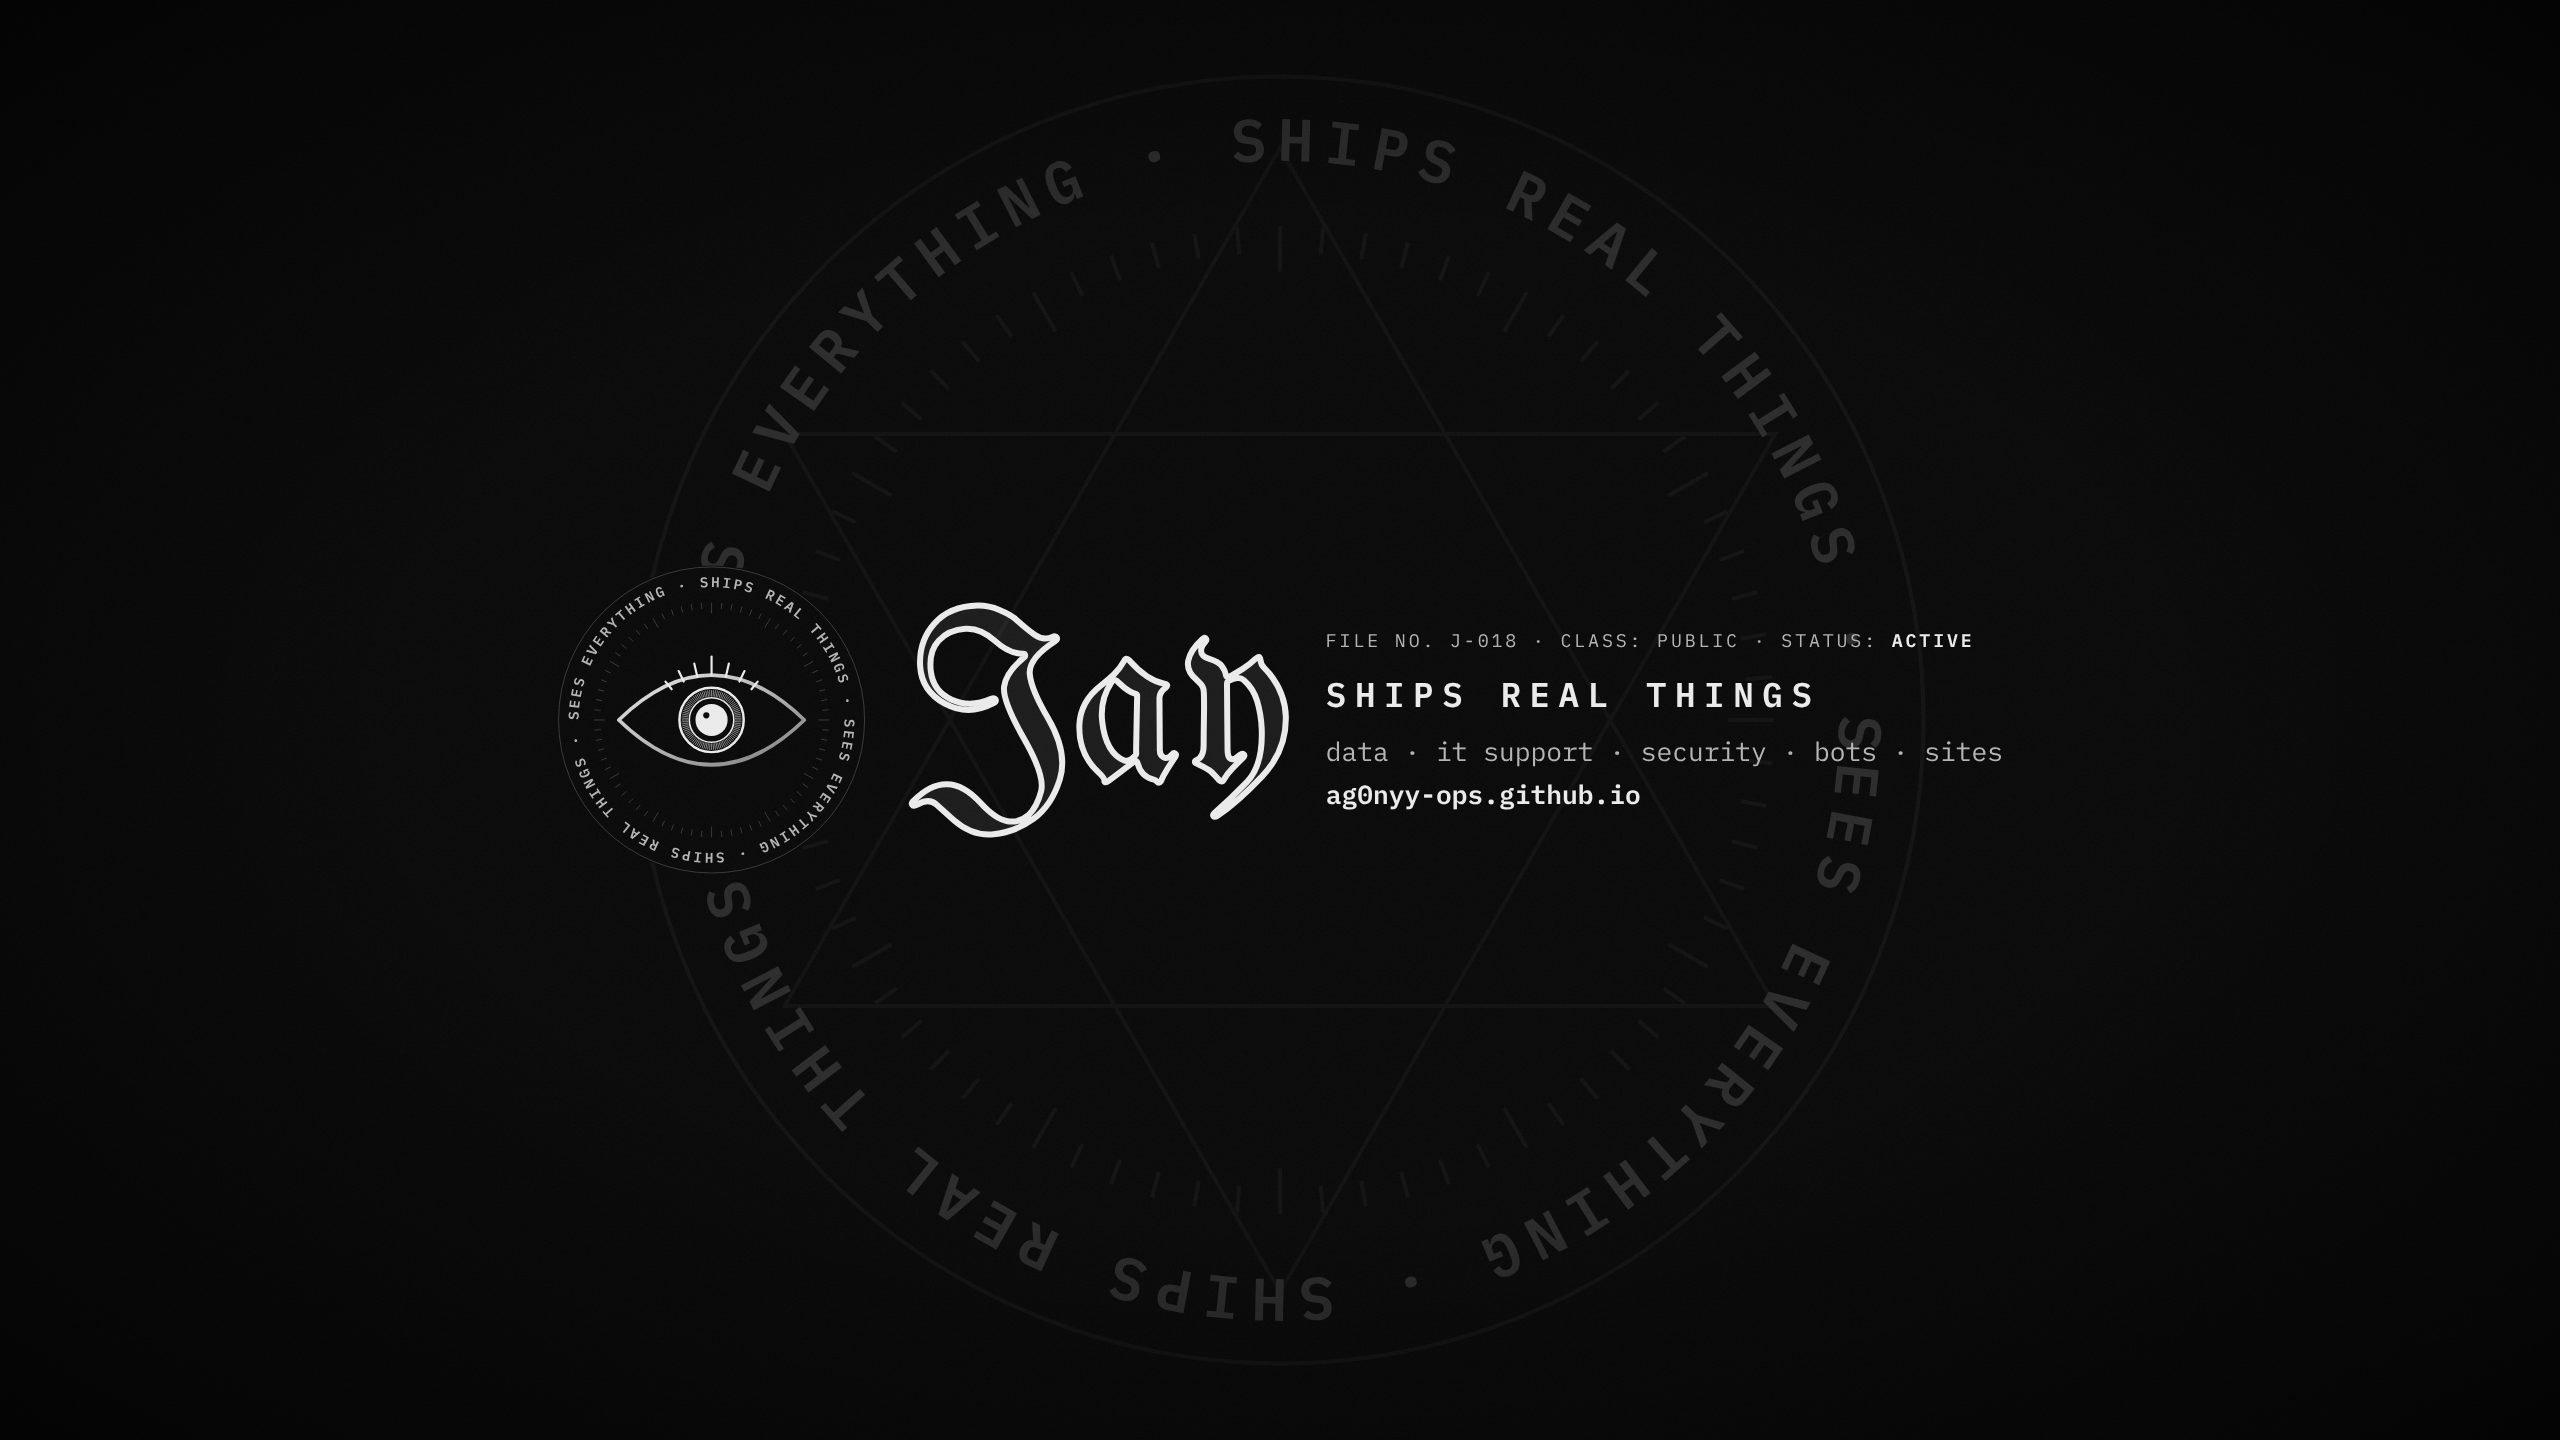 SHIPS REAL THINGS · SEES EVERYTHING · SHIPS REAL THINGS
EVERYTHING ·
SHIPS REAL THINGS · SEES EVERYTHING · SHIPS REAL THINGS · SEES EVERYTHING ·
Jah
FILE NO. J-018 · CLASS: PUBLIC · STATUS: ACTIVE
SHIPS REAL THINGS
data · it support · security · bots · sites
ag0nyy-ops.github.io